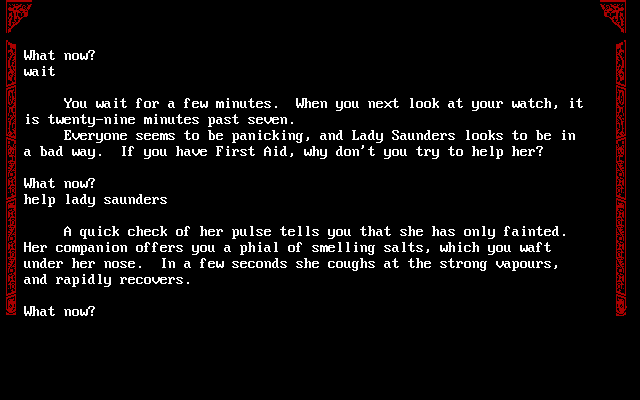 What now?
wait
You wait for a few minutes.  When you next look at your watch, it
is twenty-nine minutes past seven.
Everyone seems to be panicking, and Lady Saunders looks to be in
a bad way.  If you have First Aid, why don't you try to help her?
What now?
help lady saunders
A quick check of her pulse tells you that she has only fainted.
Her companion offers you a phial of smelling salts, which you waft
under her nose.  In a few seconds she coughs at the strong vapours,
and rapidly recovers.
What now?